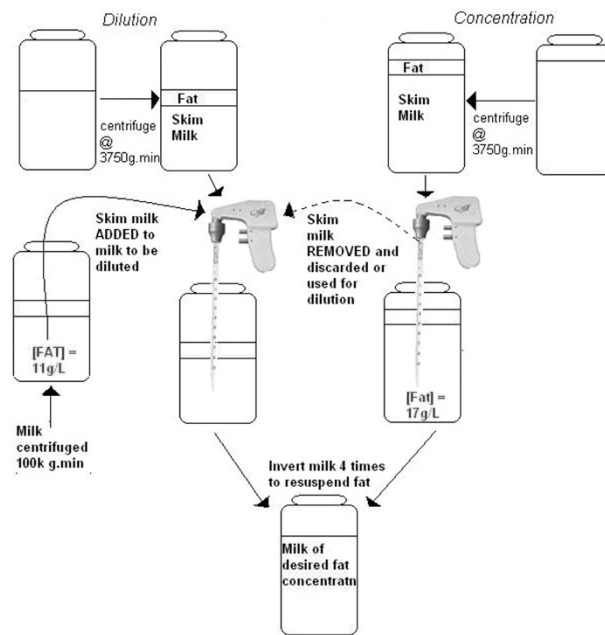 Dilution
Concentration
Fat
Skim
Milk
centrifuge
@
3750g.min
Fat
Skim
Milk
centrifuge
@
3750g.min
Skim milk
ADDED to
milk to be
diluted
Skim
milk
REMOVED and
discarded or
used for
dilution
[FAT] =
11g/L
[Fat] =
17g/L
Milk
centrifuged
100k g.min
Invert milk 4 times
to resuspend fat
Milk of
desired fat
concentratn